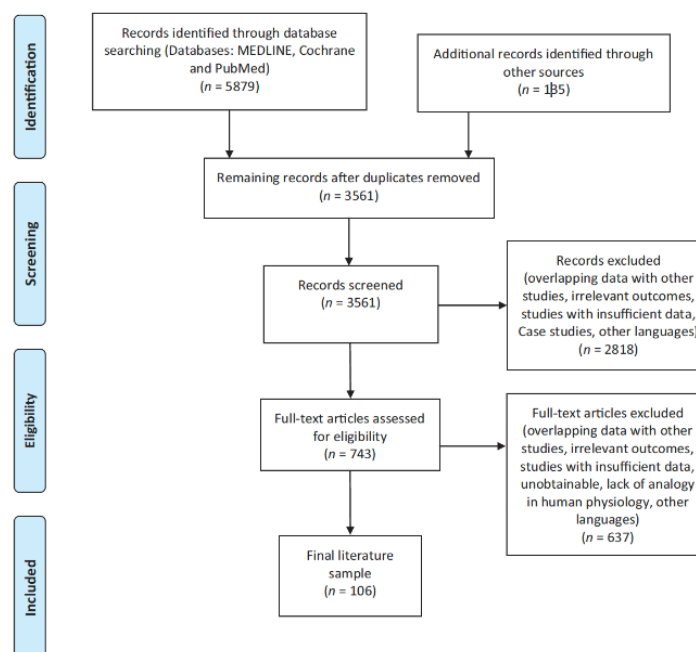 Identification
Records identified through database
searching (Databases: MEDLINE, Cochrane
and PubMed)
(n = 5879)
Additional records identified through
other sources
(n = 135)
Remaining records after duplicates removed
(n = 3561)
Screening
Records screened
(n = 3561)
Records excluded
(overlapping data with other
studies, irrelevant outcomes,
studies with insufficient data,
Case studies, other languages)
(n = 2818)
Eligibility
Full-text articles assessed
for eligibility
(n = 743)
Full-text articles excluded
(overlapping data with other
studies, irrelevant outcomes,
studies with insufficient data,
unobtainable, lack of analogy
in human physiology, other
languages)
(n = 637)
Included
Final literature
sample
(n = 106)